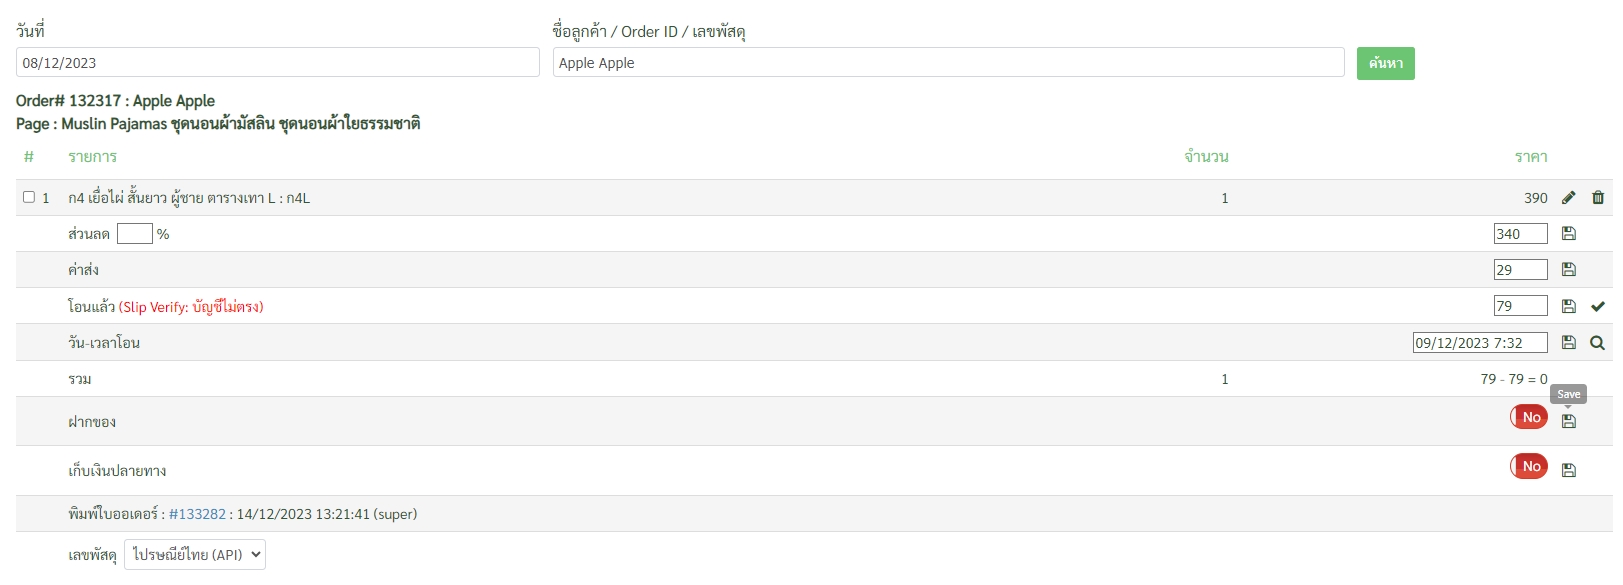 วันที่ ชื่อลูกค้า / Order ID / เลขพัสดุ
08/12/2023 Apple Apple ค้นหา
Order# 132317 : Apple Apple
Page : Muslin Pajamas ชุดนอนผ้ามัสลิน ชุดนอนผ้าใยธรรมชาติ
# รายการ จำนวน ราคา
1 ก4 เยื่อไผ่ สั้นยาว ผู้ชาย ตารางเทา L : ก4L 1 390
ส่วนลด % 340
ค่าส่ง 29
โอนแล้ว (Slip Verify: บัญชีไม่ตรง) 79
วัน-เวลาโอน 09/12/2023 7:32
รวม 1 79 - 79 = 0
Save
ฝากของ No
เก็บเงินปลายทาง No
พิมพ์ใบออเดอร์ : #133282 : 14/12/2023 13:21:41 (super)
เลขพัสดุ ไปรษณีย์ไทย (API)